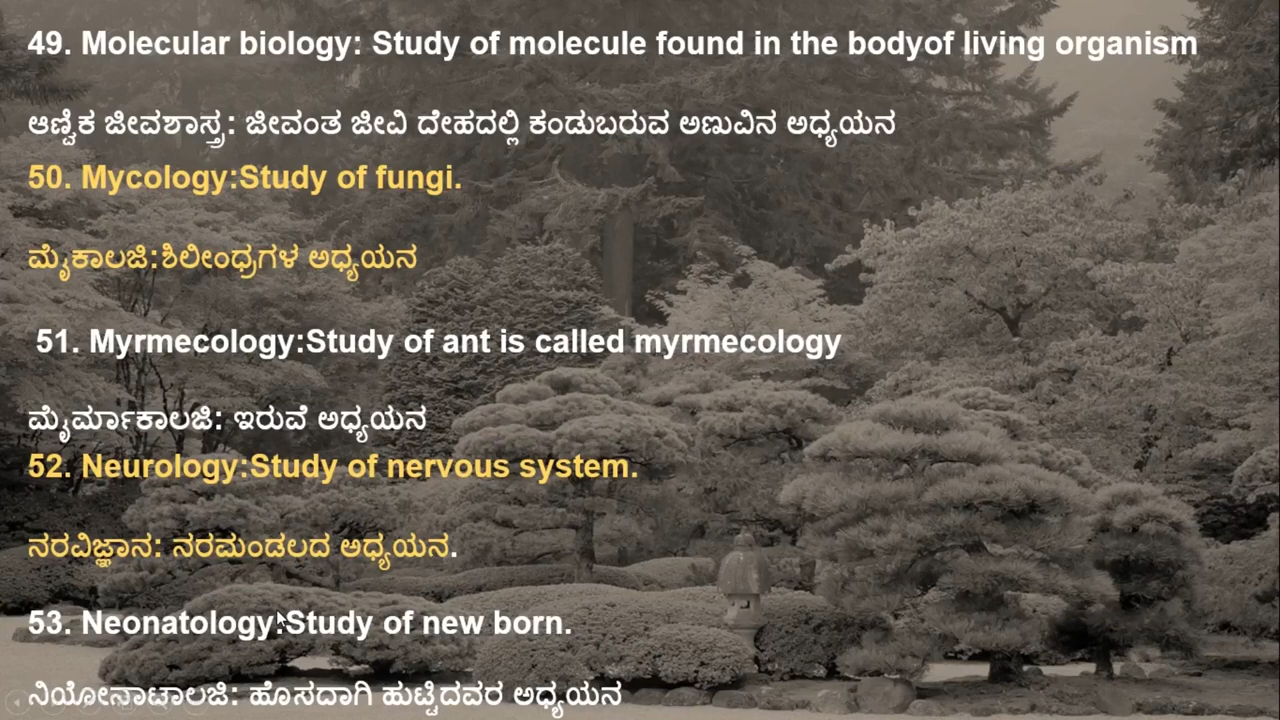 49. Molecular biology: Study of molecule found in the bodyof living organism
ಆಣ್ವಿಕ ಜೀವಶಾಸ್ತ್ರ: ಜೀವಂತ ಜೀವಿ ದೇಹದಲ್ಲಿ ಕಂಡುಬರುವ ಅಣುವಿನ ಅಧ್ಯಯನ
50. Mycology:Study of fungi.
ಮೈಕಾಲಜಿ:ಶಿಲೀಂಧ್ರಗಳ ಅಧ್ಯಯನ
51. Myrmecology:Study of ant is called myrmecology
ಮೈರ್ಮಾಕಾಲಜಿ: ಇರುವೆ ಅಧ್ಯಯನ
52. Neurology:Study of nervous system.
ನರವಿಜ್ಞಾನ: ನರಮಂಡಲದ ಅಧ್ಯಯನ.
53. Neonatology:Study of new born.
ನಿಯೋನಾಟಾಲಜಿ: ಹೊಸದಾಗಿ ಹುಟ್ಟಿದವರ ಅಧ್ಯಯನ